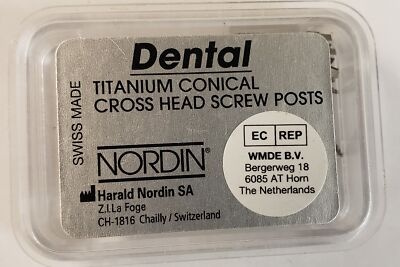 Dental
TITANIUM CONICAL
CROSS HEAD SCREW POSTS
SWISS MADE
NORDIN®
Harald Nordin SA
Z.I.La Foge
CH-1816 Chailly / Switzerland
EC REP
WMDE B.V.
Bergerweg 18
6085 AT Horn
The Netherlands